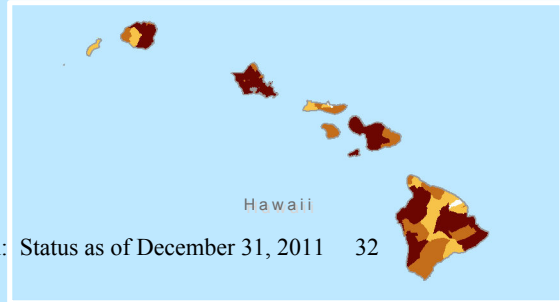 Hawaii
: Status as of December 31, 2011 32